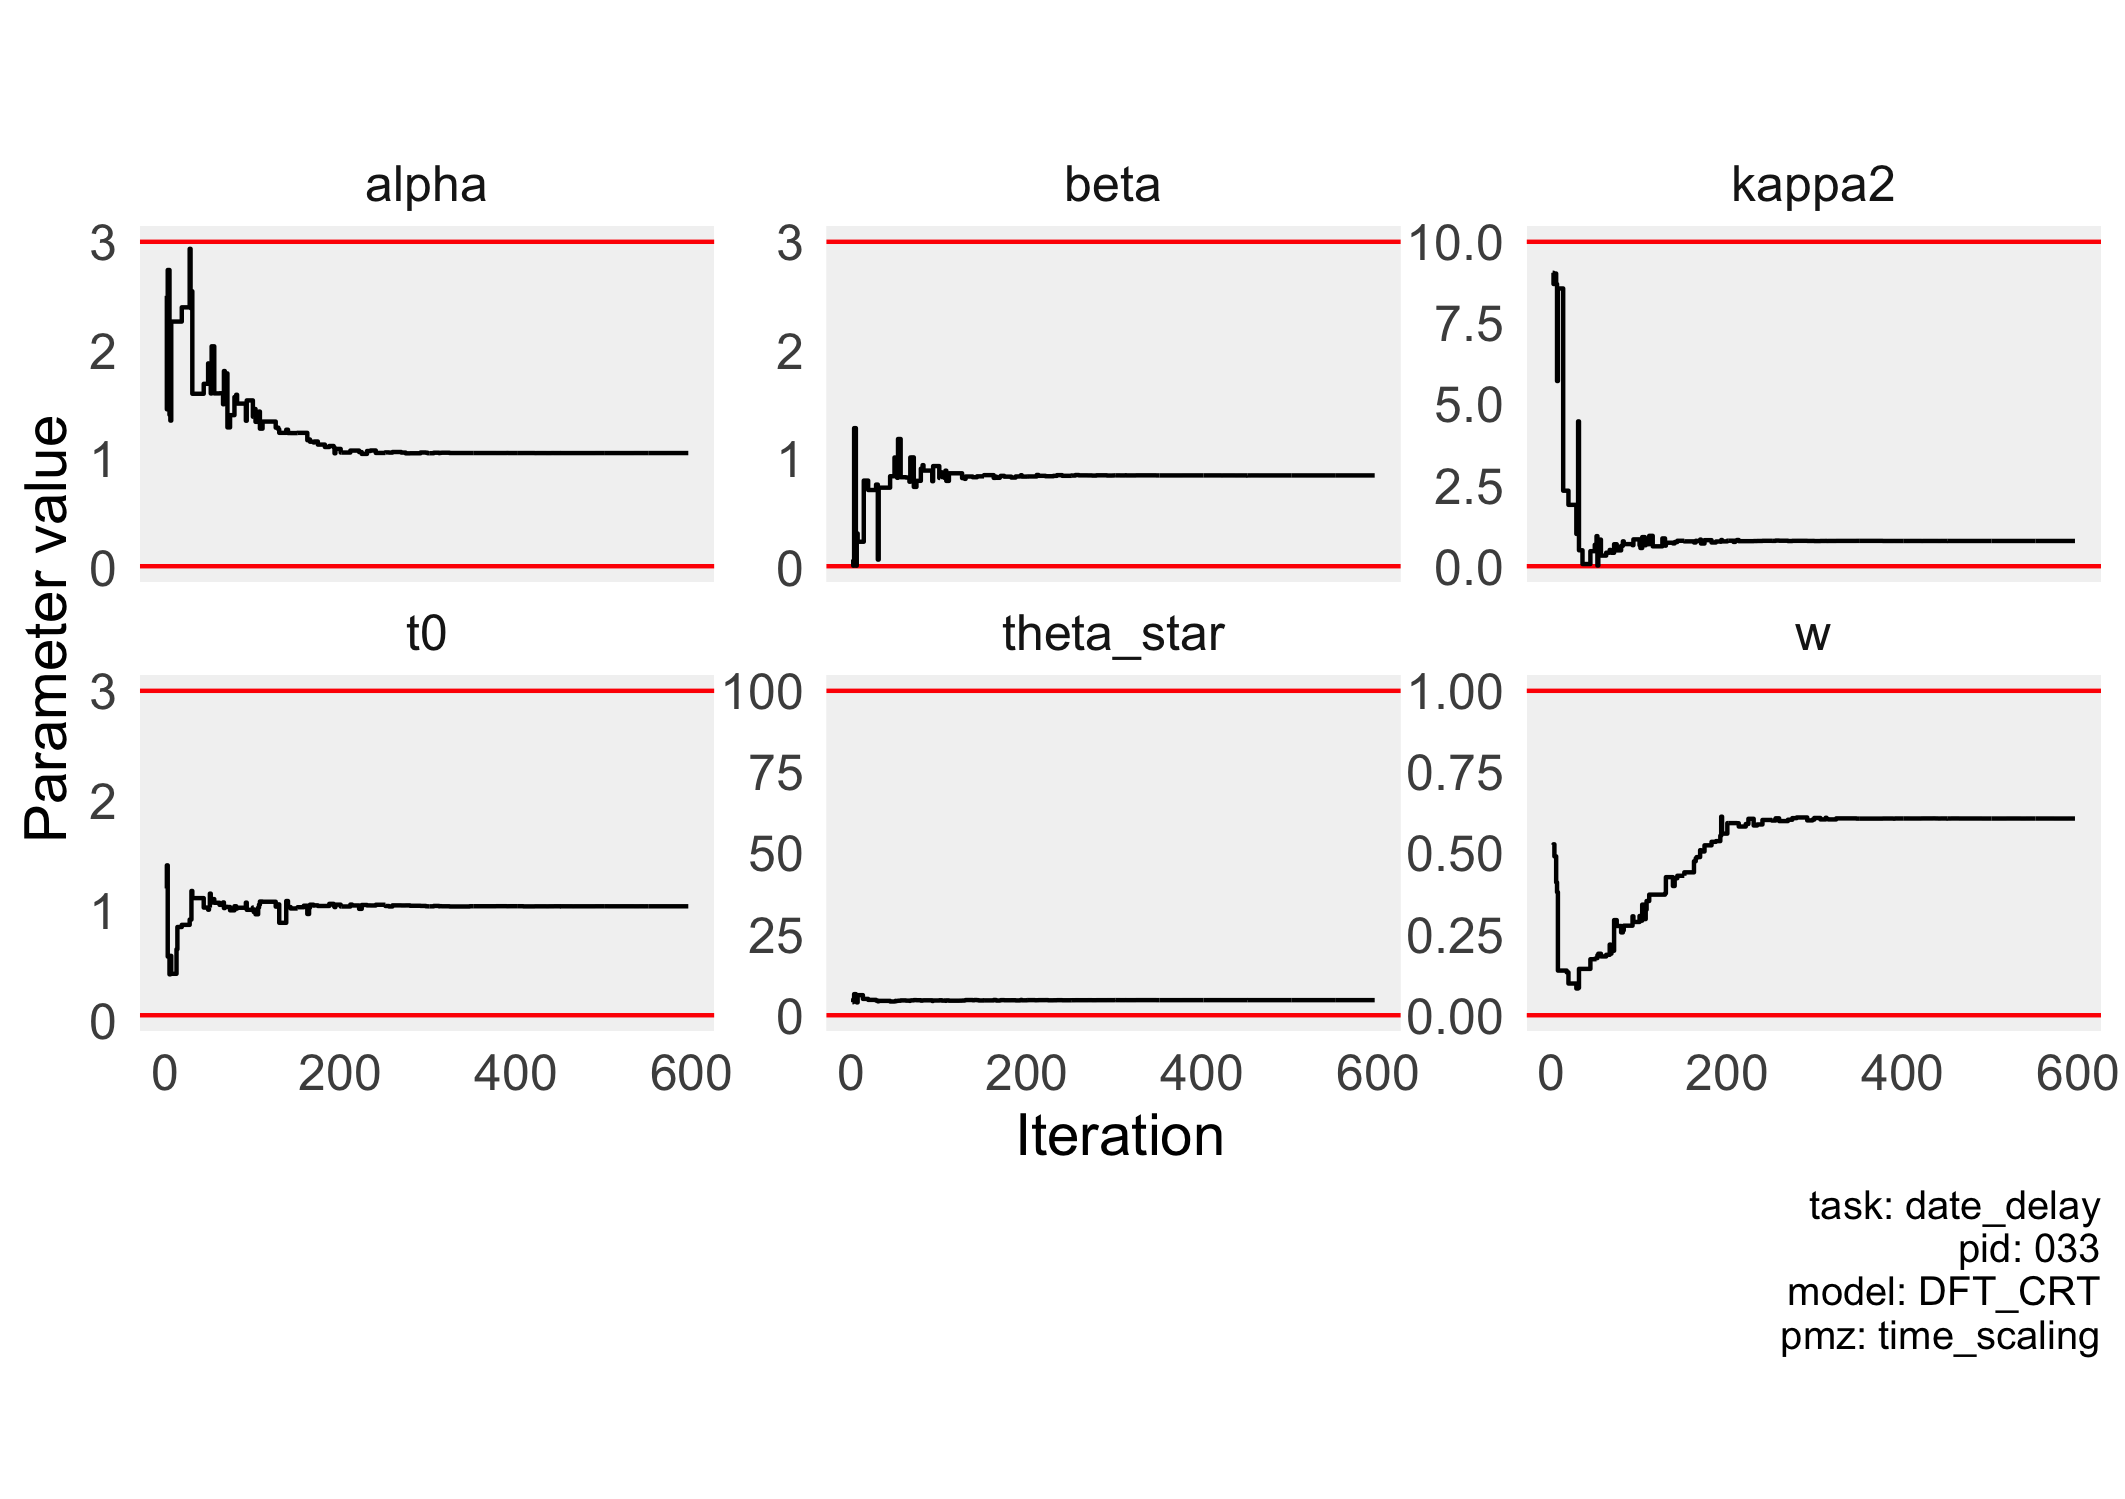 alpha
beta
kappa2
3
2
1
0
3
2
1
0
10.0
7.5
5.0
2.5
0.0
t0
theta_star
w
3
2
1
0
100
75
50
25
0
1.00
0.75
0.50
0.25
0.00
0 200 400 600
0 200 400 600
0 200 400 600
Parameter value
Iteration
task: date_delay
pid: 033
model: DFT_CRT
pmz: time_scaling